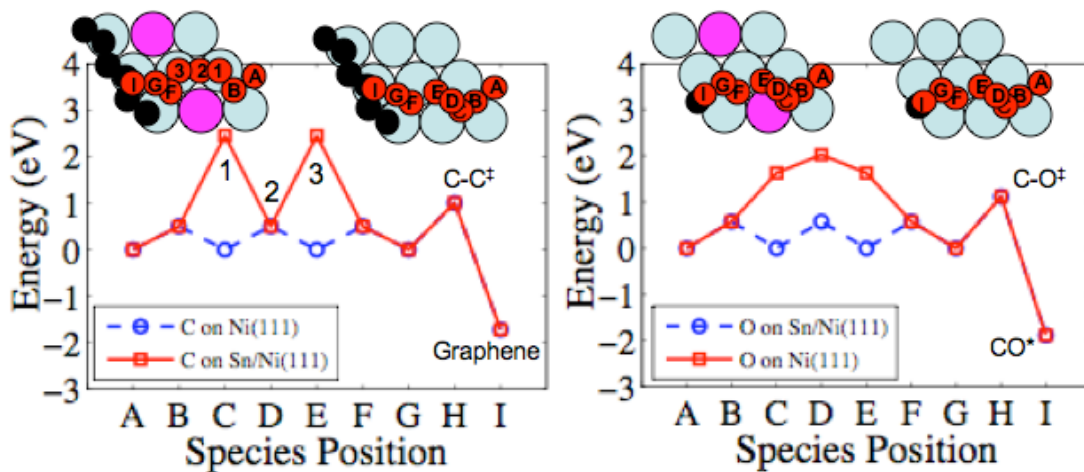 I G F 3 2 1 B A
I G F E D C B A
4
3
2
1
0
−1
−2
−3
Energy (eV)
1
2
3
C-C‡
Graphene
C on Ni(111)
C on Sn/Ni(111)
A B C D E F G H I
Species Position
I G F E D C B A
I G F E D C B A
4
3
2
1
0
−1
−2
−3
Energy (eV)
C-O‡
CO*
O on Sn/Ni(111)
O on Ni(111)
A B C D E F G H I
Species Position